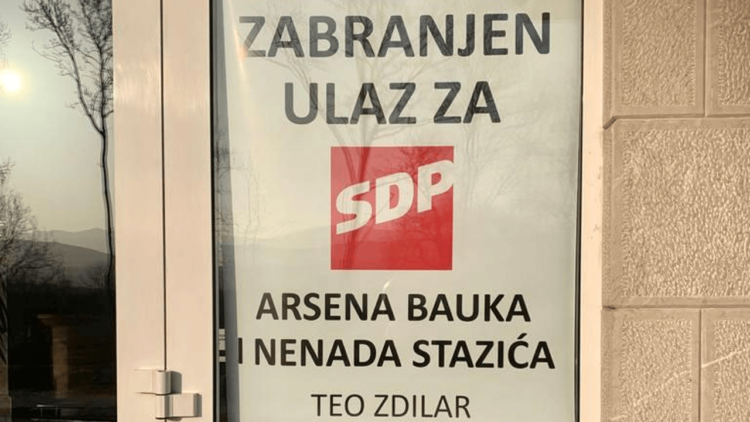 ZABRANJEN
ULAZ ZA
SDP
ARSENA BAUKA
I NENADA STAZIĆA
TEO ZDILAR